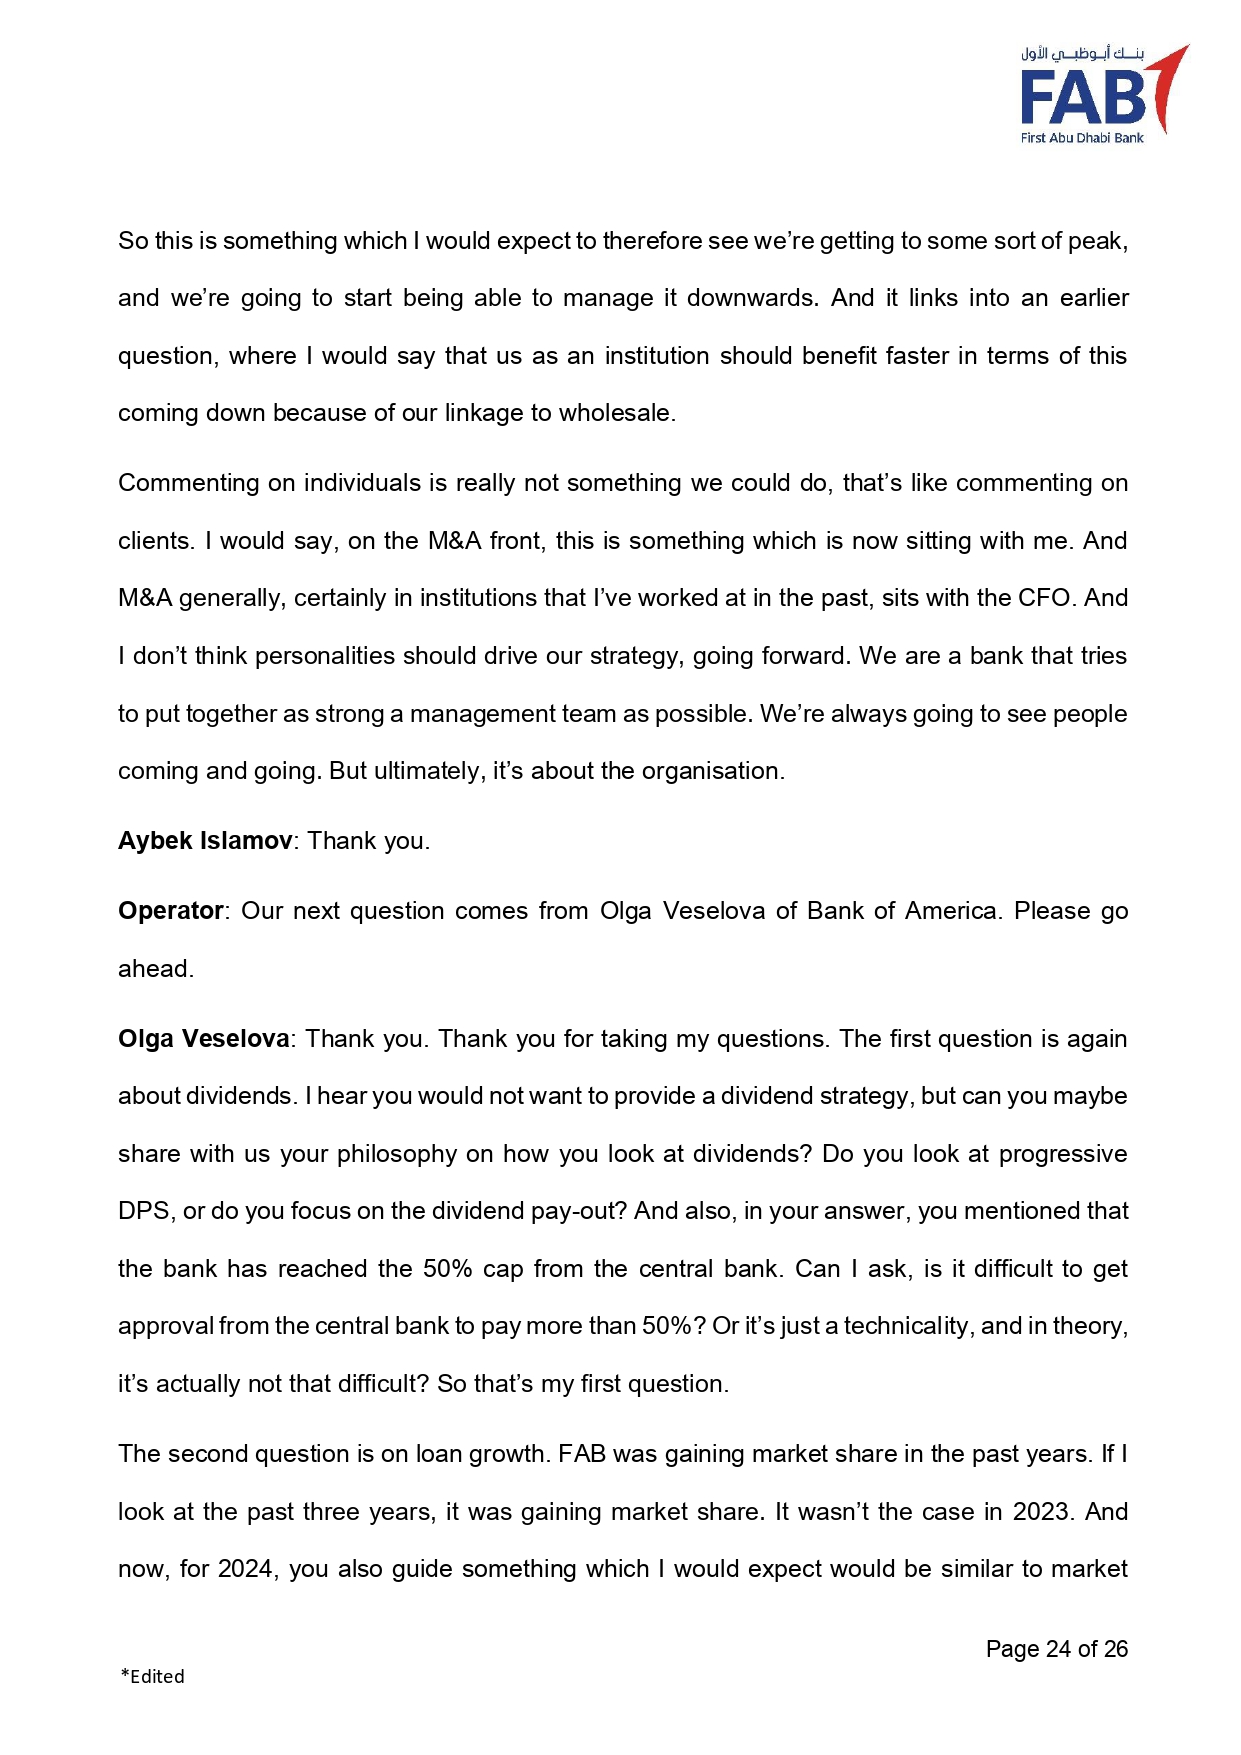 بنك أبوظبي الأول
FAB
First Abu Dhabi Bank
So this is something which I would expect to therefore see we’re getting to some sort of peak,
and we’re going to start being able to manage it downwards. And it links into an earlier
question, where I would say that us as an institution should benefit faster in terms of this
coming down because of our linkage to wholesale.
Commenting on individuals is really not something we could do, that’s like commenting on
clients. I would say, on the M&A front, this is something which is now sitting with me. And
M&A generally, certainly in institutions that I’ve worked at in the past, sits with the CFO. And
I don’t think personalities should drive our strategy, going forward. We are a bank that tries
to put together as strong a management team as possible. We’re always going to see people
coming and going. But ultimately, it’s about the organisation.
Aybek Islamov: Thank you.
Operator: Our next question comes from Olga Veselova of Bank of America. Please go
ahead.
Olga Veselova: Thank you. Thank you for taking my questions. The first question is again
about dividends. I hear you would not want to provide a dividend strategy, but can you maybe
share with us your philosophy on how you look at dividends? Do you look at progressive
DPS, or do you focus on the dividend pay-out? And also, in your answer, you mentioned that
the bank has reached the 50% cap from the central bank. Can I ask, is it difficult to get
approval from the central bank to pay more than 50%? Or it’s just a technicality, and in theory,
it’s actually not that difficult? So that’s my first question.
The second question is on loan growth. FAB was gaining market share in the past years. If I
look at the past three years, it was gaining market share. It wasn’t the case in 2023. And
now, for 2024, you also guide something which I would expect would be similar to market
Page 24 of 26
*Edited